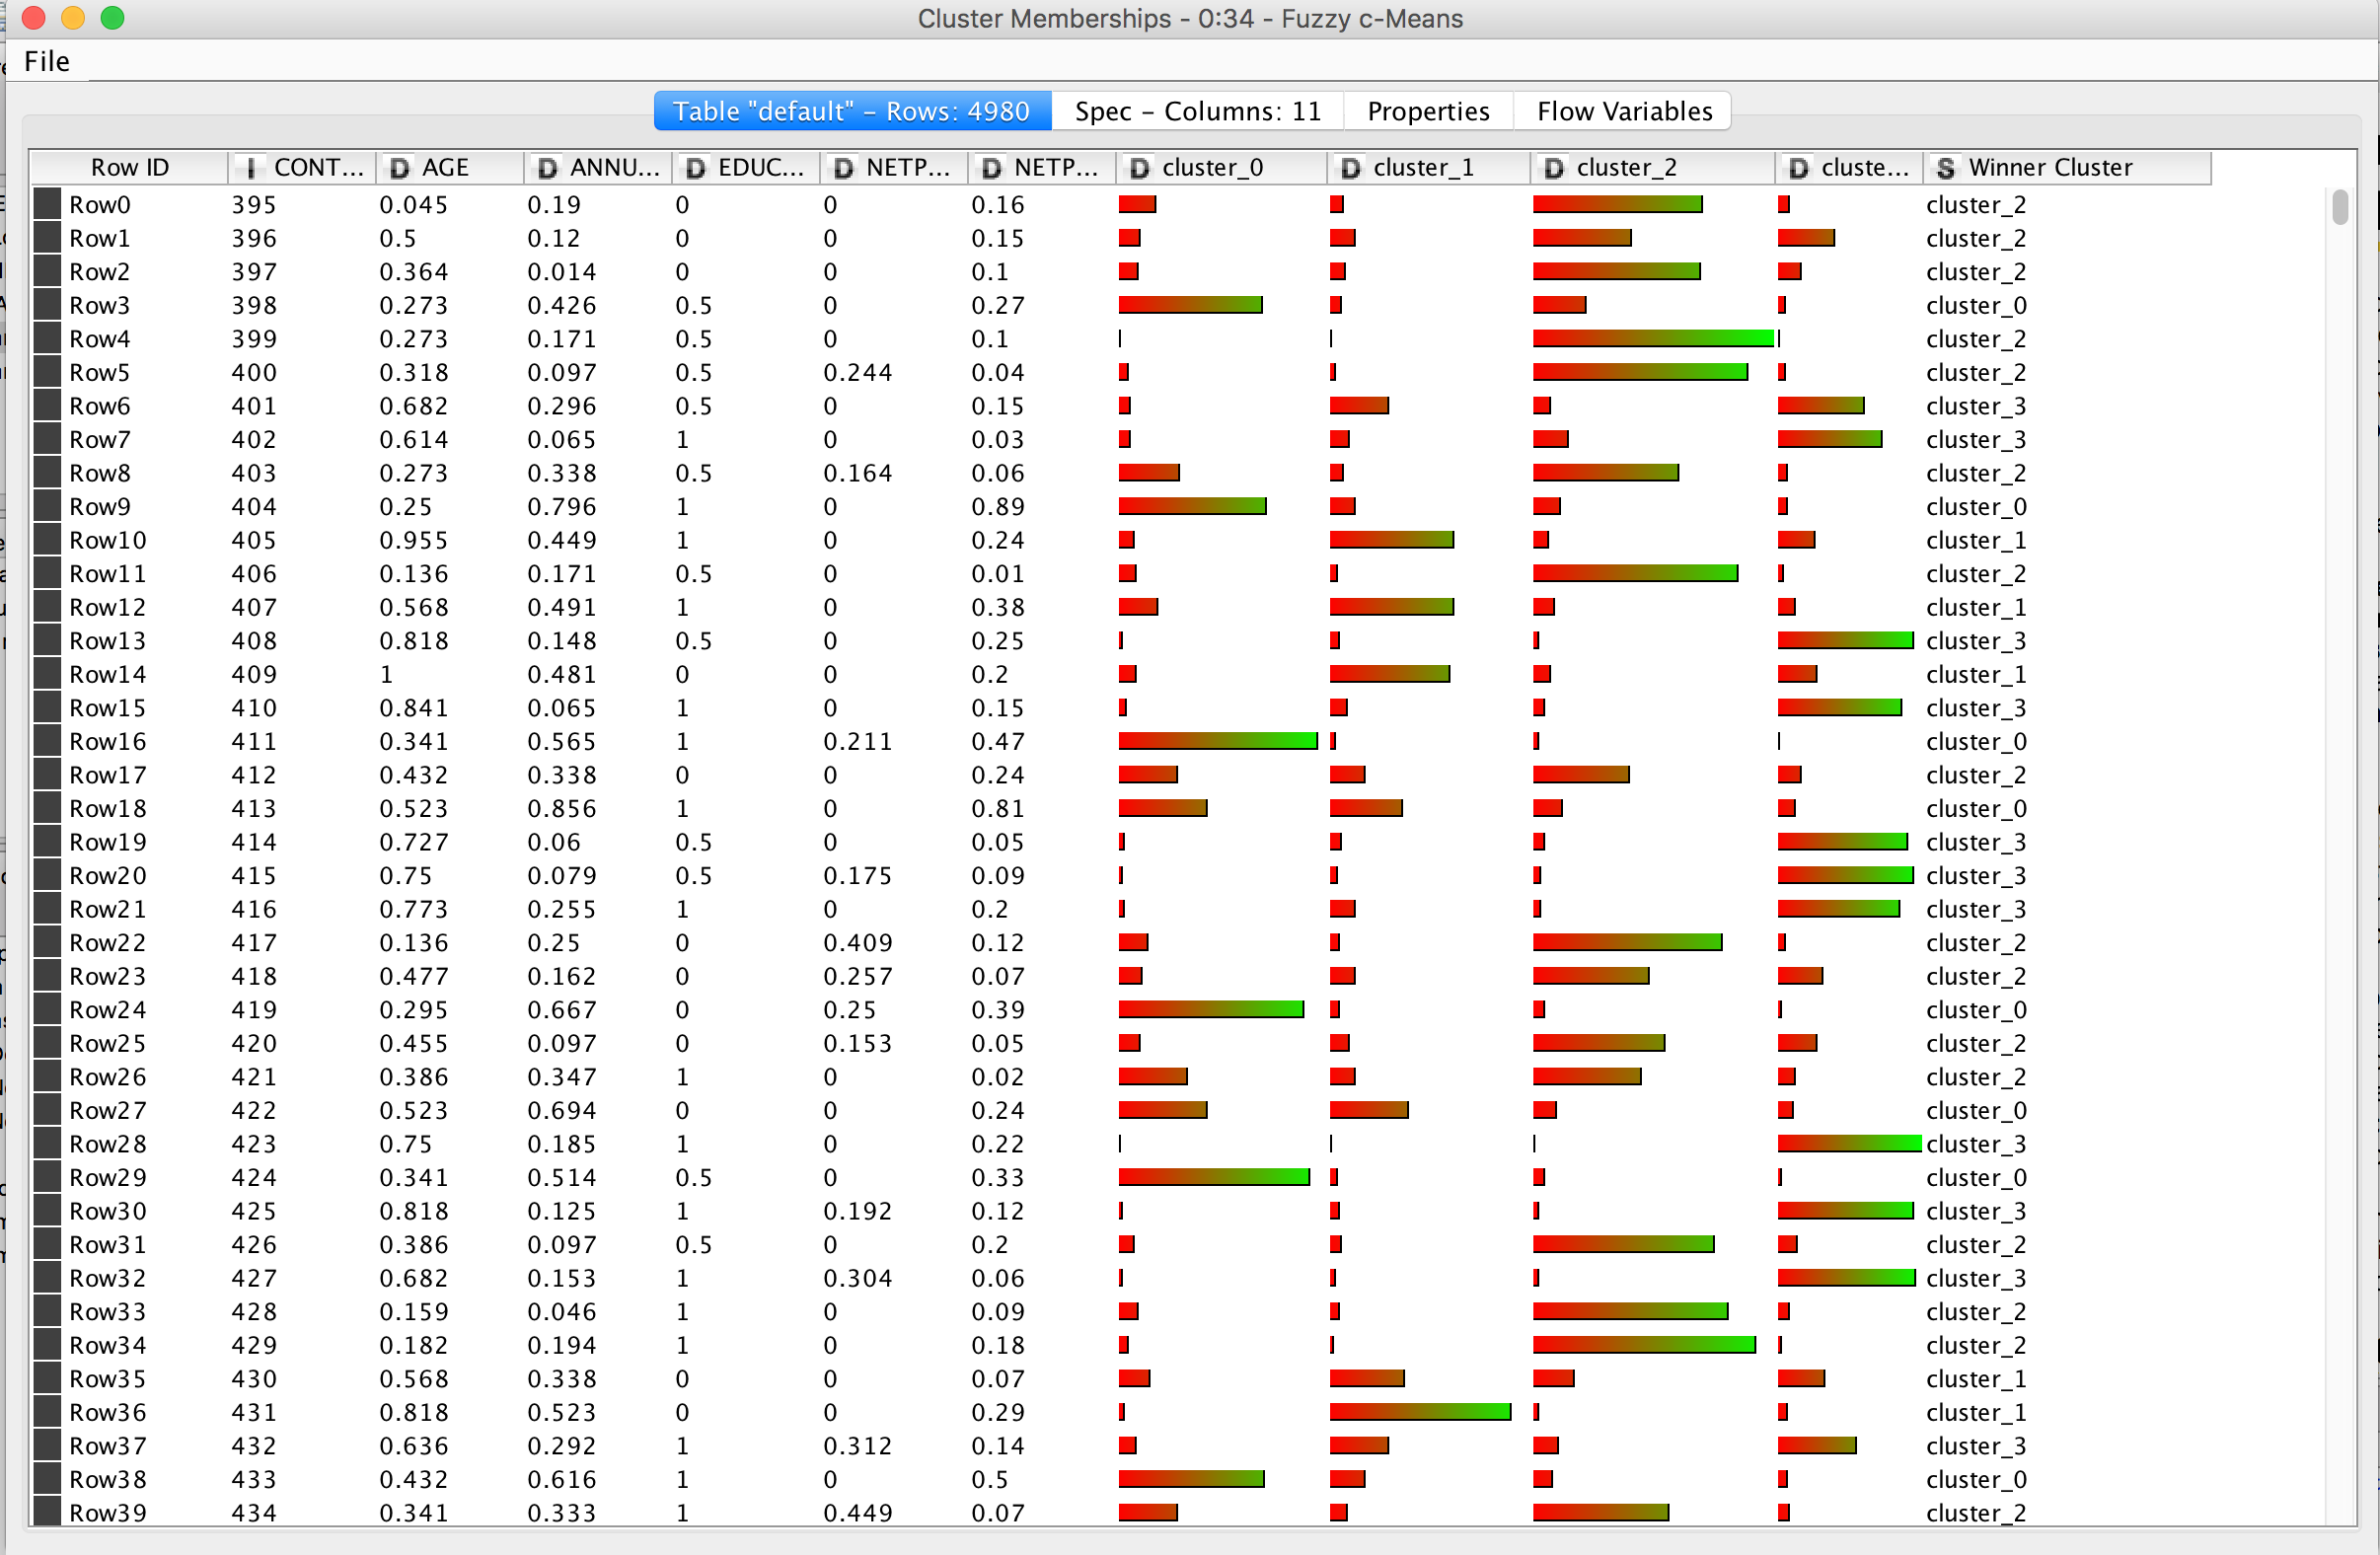 Cluster Memberships - 0:34 - Fuzzy c-Means
File
Table "default" – Rows: 4980 Spec – Columns: 11 Properties Flow Variables
Row ID I CONT... D AGE D ANNU... D EDUC... D NETP... D NETP... D cluster_0 D cluster_1 D cluster_2 D cluste... S Winner Cluster
Row0 395 0.045 0.19 0 0 0.16 cluster_2
Row1 396 0.5 0.12 0 0 0.15 cluster_2
Row2 397 0.364 0.014 0 0 0.1 cluster_2
Row3 398 0.273 0.426 0.5 0 0.27 cluster_0
Row4 399 0.273 0.171 0.5 0 0.1 cluster_2
Row5 400 0.318 0.097 0.5 0.244 0.04 cluster_2
Row6 401 0.682 0.296 0.5 0 0.15 cluster_3
Row7 402 0.614 0.065 1 0 0.03 cluster_3
Row8 403 0.273 0.338 0.5 0.164 0.06 cluster_2
Row9 404 0.25 0.796 1 0 0.89 cluster_0
Row10 405 0.955 0.449 1 0 0.24 cluster_1
Row11 406 0.136 0.171 0.5 0 0.01 cluster_2
Row12 407 0.568 0.491 1 0 0.38 cluster_1
Row13 408 0.818 0.148 0.5 0 0.25 cluster_3
Row14 409 1 0.481 0 0 0.2 cluster_1
Row15 410 0.841 0.065 1 0 0.15 cluster_3
Row16 411 0.341 0.565 1 0.211 0.47 cluster_0
Row17 412 0.432 0.338 0 0 0.24 cluster_2
Row18 413 0.523 0.856 1 0 0.81 cluster_0
Row19 414 0.727 0.06 0.5 0 0.05 cluster_3
Row20 415 0.75 0.079 0.5 0.175 0.09 cluster_3
Row21 416 0.773 0.255 1 0 0.2 cluster_3
Row22 417 0.136 0.25 0 0.409 0.12 cluster_2
Row23 418 0.477 0.162 0 0.257 0.07 cluster_2
Row24 419 0.295 0.667 0 0.25 0.39 cluster_0
Row25 420 0.455 0.097 0 0.153 0.05 cluster_2
Row26 421 0.386 0.347 1 0 0.02 cluster_2
Row27 422 0.523 0.694 0 0 0.24 cluster_0
Row28 423 0.75 0.185 1 0 0.22 cluster_3
Row29 424 0.341 0.514 0.5 0 0.33 cluster_0
Row30 425 0.818 0.125 1 0.192 0.12 cluster_3
Row31 426 0.386 0.097 0.5 0 0.2 cluster_2
Row32 427 0.682 0.153 1 0.304 0.06 cluster_3
Row33 428 0.159 0.046 1 0 0.09 cluster_2
Row34 429 0.182 0.194 1 0 0.18 cluster_2
Row35 430 0.568 0.338 0 0 0.07 cluster_1
Row36 431 0.818 0.523 0 0 0.29 cluster_1
Row37 432 0.636 0.292 1 0.312 0.14 cluster_3
Row38 433 0.432 0.616 1 0 0.5 cluster_0
Row39 434 0.341 0.333 1 0.449 0.07 cluster_2